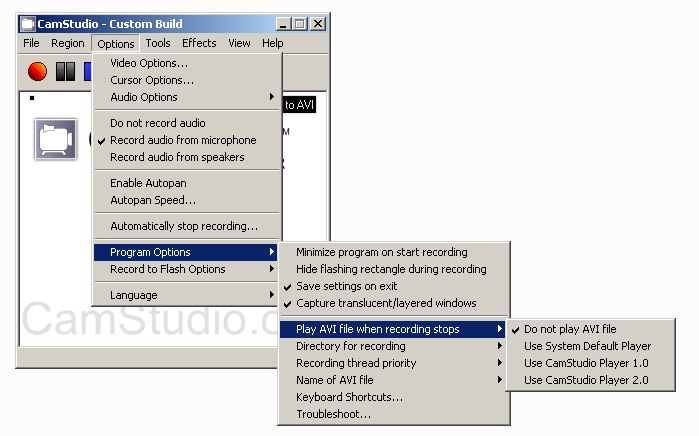 CamStudio - Custom Build
File Region Options Tools Effects View Help
Video Options...
Cursor Options...
Audio Options
to AVI
Do not record audio
Record audio from microphone
Record audio from speakers
Enable Autopan
Autopan Speed...
Automatically stop recording...
Program Options
Record to Flash Options
Language
Minimize program on start recording
Hide flashing rectangle during recording
Save settings on exit
Capture translucent/layered windows
Play AVI file when recording stops
Directory for recording
Recording thread priority
Name of AVI file
Keyboard Shortcuts...
Troubleshoot...
Do not play AVI file
Use System Default Player
Use CamStudio Player 1.0
Use CamStudio Player 2.0
CamStudio.o